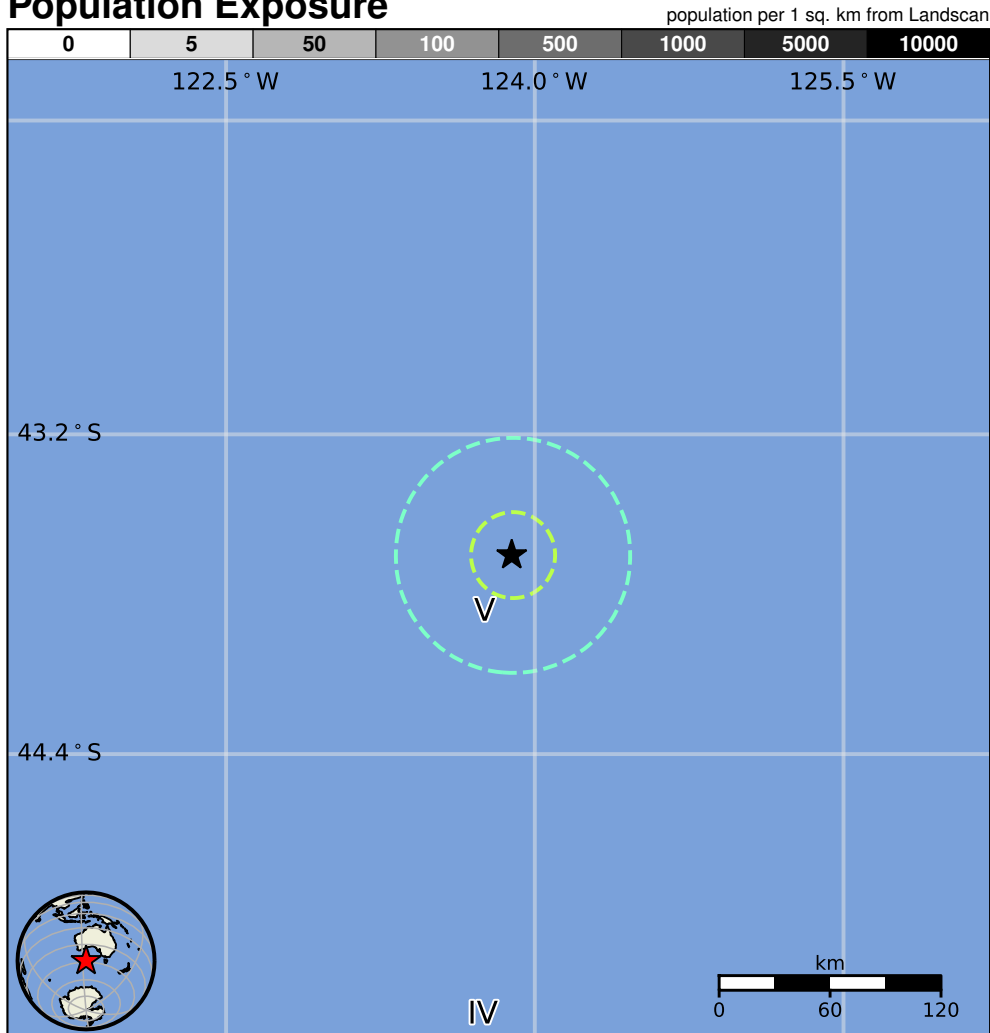 Population Exposure
population per 1 sq. km from Landscan
0 5 50 100 500 1000 5000 10000
122.5°W 124.0°W 125.5°W
43.2°S
V
44.4°S
km
0 60 120
IV